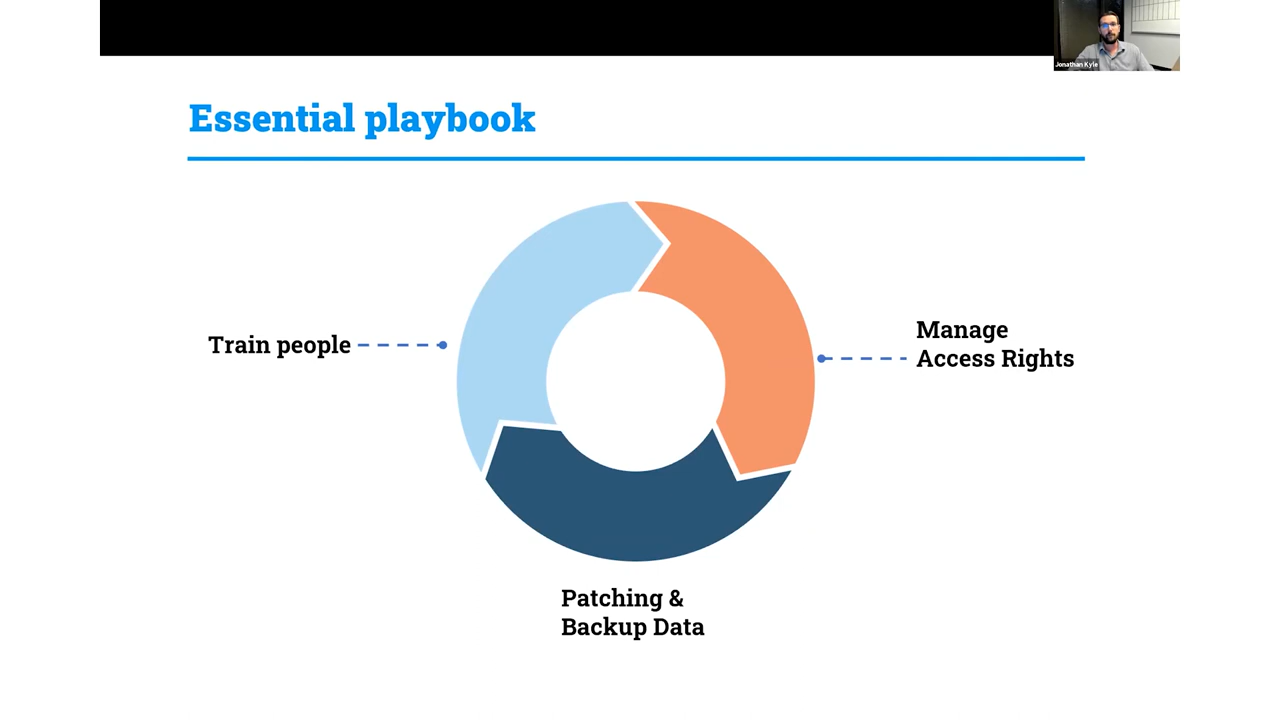 Jonathan Kyle
Essential playbook
Train people
Manage
Access Rights
Patching &
Backup Data